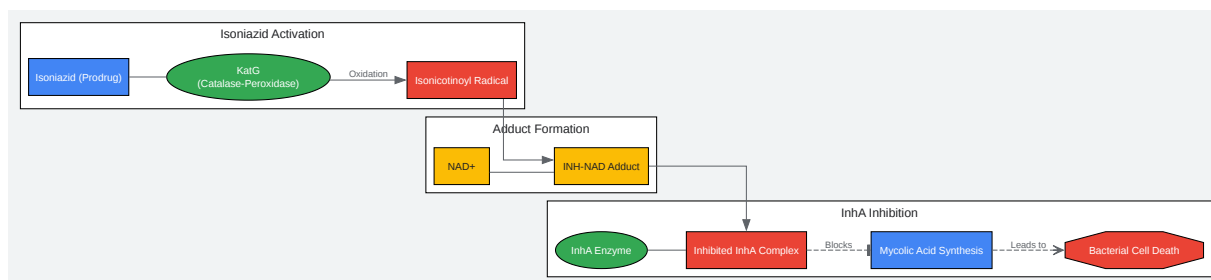 Isoniazid Activation
Isoniazid (Prodrug)
KatG
(Catalase-Peroxidase)
Oxidation
Isonicotinoyl Radical
Adduct Formation
NAD+
INH-NAD Adduct
InhA Inhibition
InhA Enzyme
Inhibited InhA Complex
Blocks
Mycolic Acid Synthesis
Leads to
Bacterial Cell Death